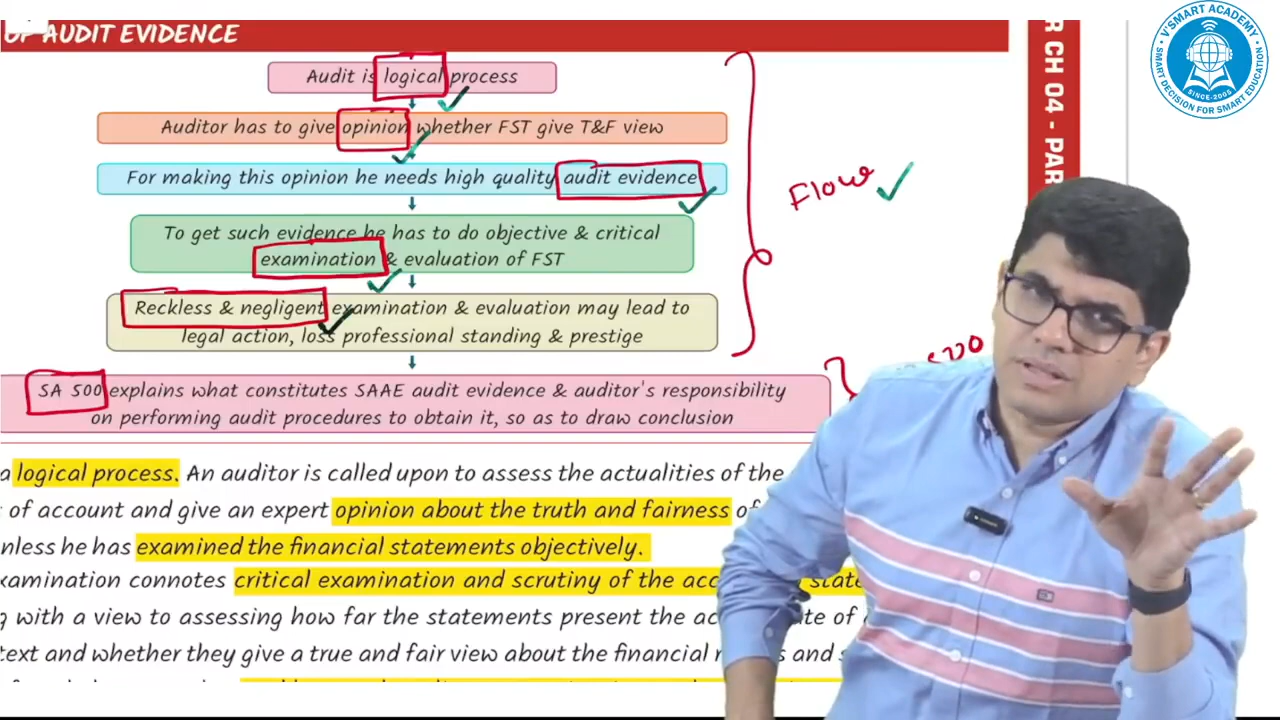 OF AUDIT EVIDENCE
Audit is logical process
Auditor has to give opinion whether FST give T&F view
For making this opinion he needs high quality audit evidence
To get such evidence he has to do objective & critical
examination & evaluation of FST
Reckless & negligent examination & evaluation may lead to
legal action, loss professional standing & prestige
SA 500 explains what constitutes SAAE audit evidence & auditor's responsibility
on performing audit procedures to obtain it, so as to draw conclusion
Flow
a logical process. An auditor is called upon to assess the actualities of the
of account and give an expert opinion about the truth and fairness of
nless he has examined the financial statements objectively.
xamination connotes critical examination and scrutiny of the acc
g with a view to assessing how far the statements present the ac te of
text and whether they give a true and fair view about the financial
R CH 04 - PAR
V'SMART ACADEMY
SINCE-2005
SMART DECISION FOR SMART EDUCATION